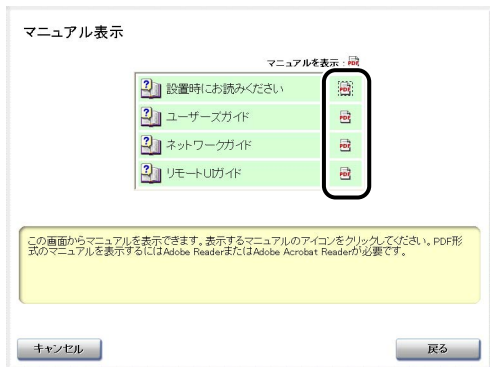 マニュアル表示
マニュアルを表示 : PDF
設置時にお読みください PDF
ユーザーズガイド PDF
ネットワークガイド PDF
リモートUIガイド PDF
この画面からマニュアルを表示できます。表示するマニュアルのアイコンをクリックしてください。PDF形
式のマニュアルを表示するにはAdobe ReaderまたはAdobe Acrobat Readerが必要です。
キャンセル 戻る